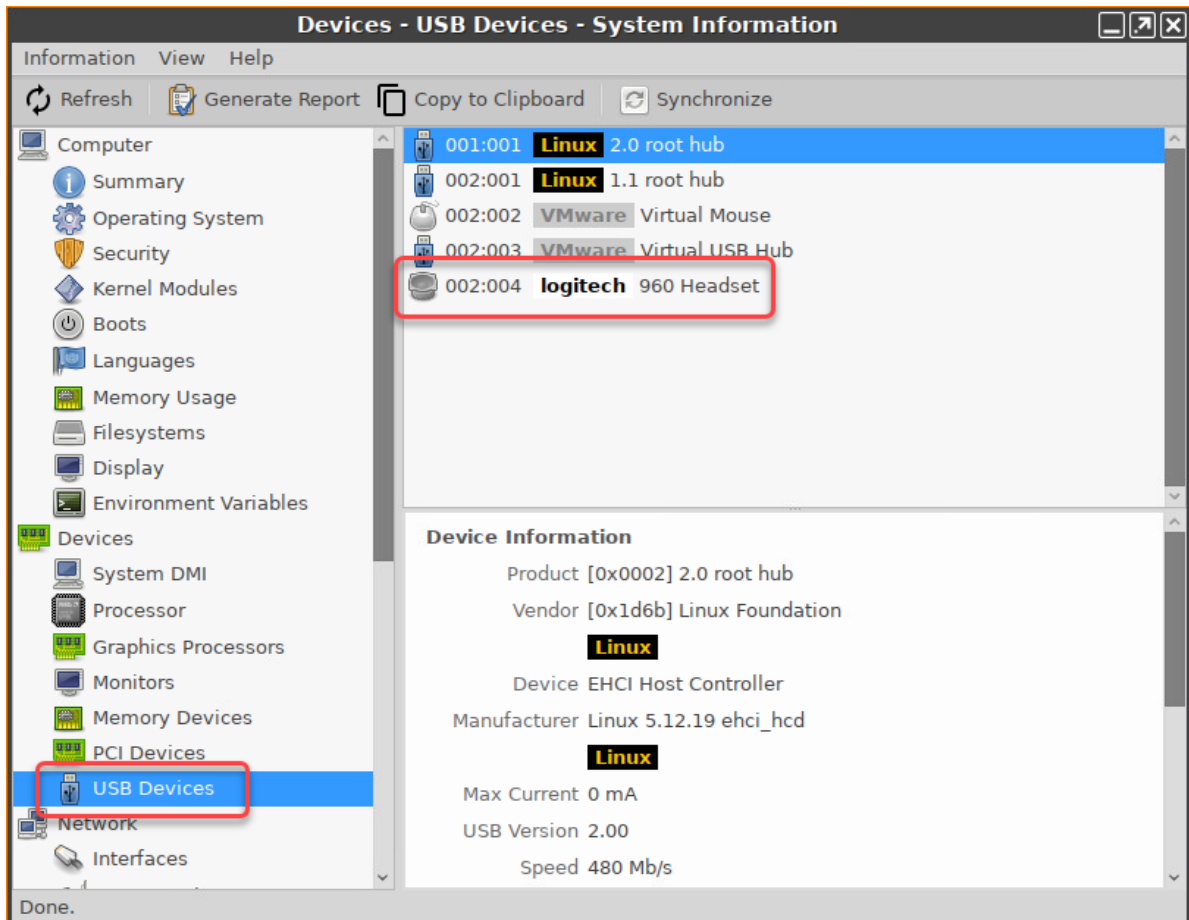 Devices - USB Devices - System Information
Information View Help
Refresh Generate Report Copy to Clipboard Synchronize
Computer
Summary
Operating System
Security
Kernel Modules
Boots
Languages
Memory Usage
Filesystems
Display
Environment Variables
Devices
System DMI
Processor
Graphics Processors
Monitors
Memory Devices
PCI Devices
USB Devices
Network
Interfaces
001:001 Linux 2.0 root hub
002:001 Linux 1.1 root hub
002:002 VMware Virtual Mouse
002:003 VMware Virtual USB Hub
002:004 logitech 960 Headset
Device Information
Product [0x0002] 2.0 root hub
Vendor [0x1d6b] Linux Foundation
Linux
Device EHCI Host Controller
Manufacturer Linux 5.12.19 ehci_hcd
Linux
Max Current 0 mA
USB Version 2.00
Speed 480 Mb/s
Done.